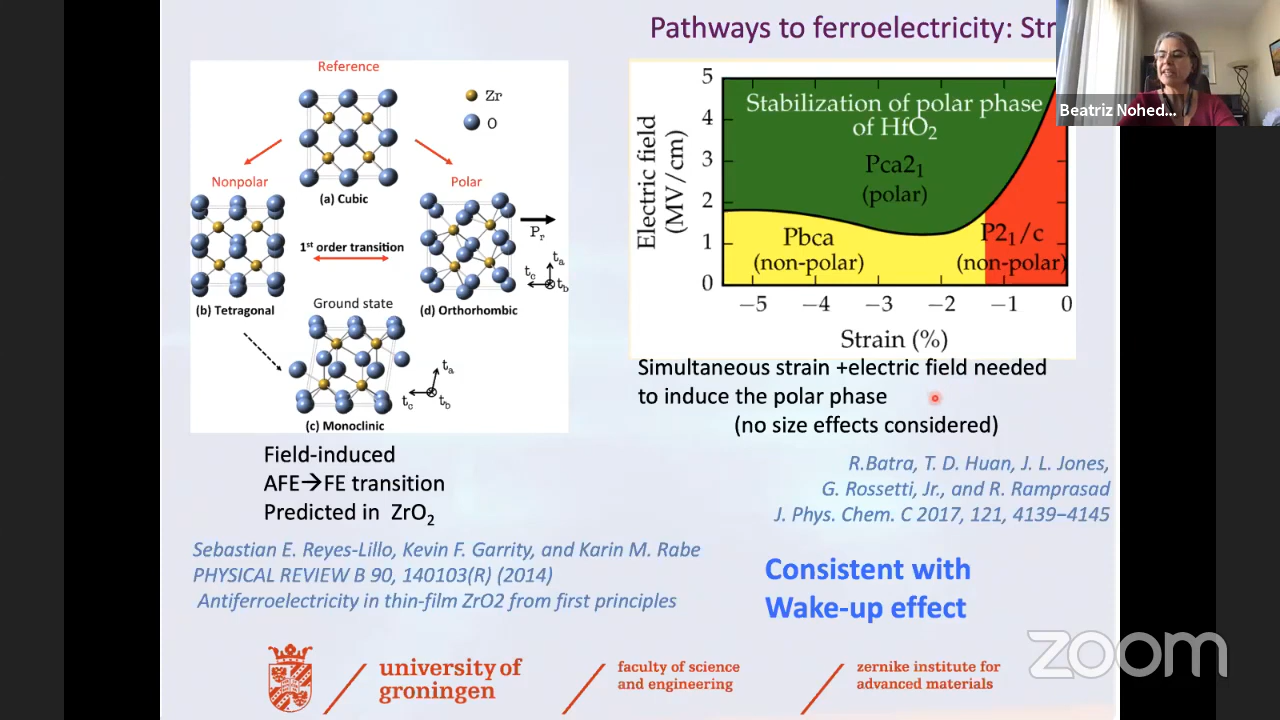 Pathways to ferroelectricity: Str
Beatriz Nohed...
Reference
Zr
O
Nonpolar
Polar
(a) Cubic
1st order transition
Pr
ta
tc
tb
(b) Tetragonal
Ground state
(d) Orthorhombic
ta
tc
tb
(c) Monoclinic
Field-induced
AFE→FE transition
Predicted in ZrO2
Sebastian E. Reyes-Lillo, Kevin F. Garrity, and Karin M. Rabe
PHYSICAL REVIEW B 90, 140103(R) (2014)
Antiferroelectricity in thin-film ZrO2 from first principles
Electric field
(MV/cm)
5
4
3
2
1
0
Stabilization of polar phase
of HfO2
Pca21
(polar)
Pbca
(non-polar)
P21/c
(non-polar)
−5
−4
−3
−2
−1
0
Strain (%)
Simultaneous strain +electric field needed
to induce the polar phase
(no size effects considered)
R.Batra, T. D. Huan, J. L. Jones,
G. Rossetti, Jr., and R. Ramprasad
J. Phys. Chem. C 2017, 121, 4139−4145
Consistent with
Wake-up effect
university of
groningen
faculty of science
and engineering
zernike institute for
advanced materials
zoom